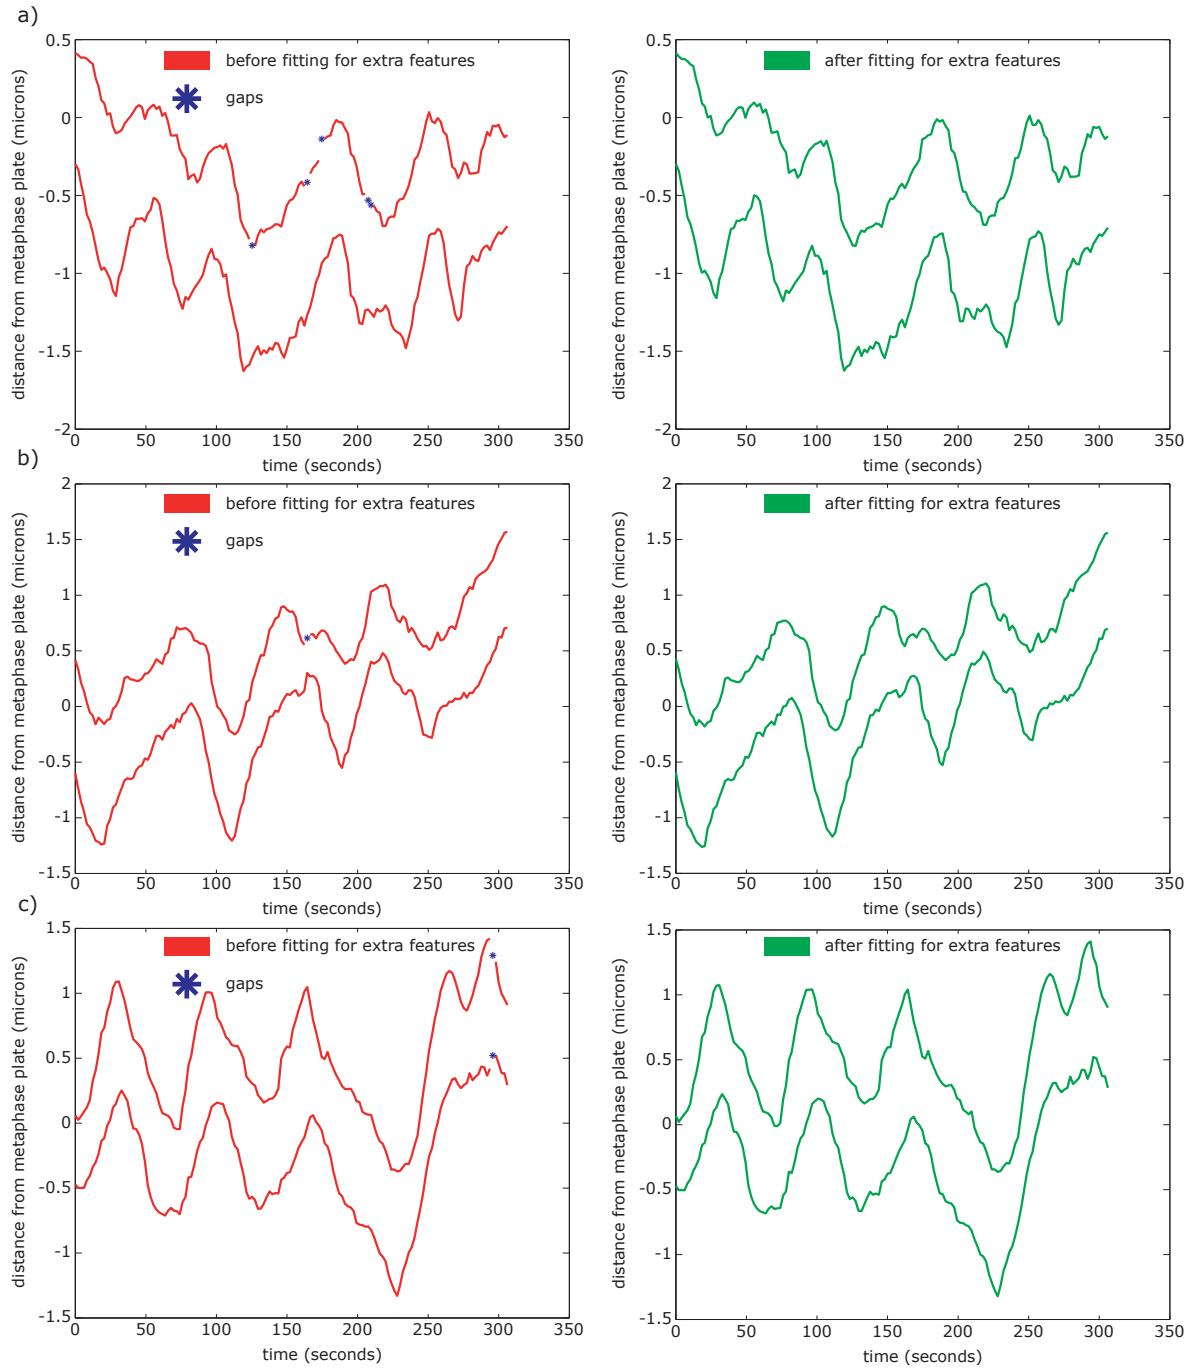 a)
0.5
0
-0.5
-1
-1.5
-2
distance from metaphase plate (microns)
before fitting for extra features
gaps
0 50 100 150 200 250 300 350
time (seconds)
0.5
0
-0.5
-1
-1.5
-2
distance from metaphase plate (microns)
after fitting for extra features
0 50 100 150 200 250 300 350
time (seconds)
b)
2
1.5
1
0.5
0
-0.5
-1
-1.5
distance from metaphase plate (microns)
before fitting for extra features
gaps
0 50 100 150 200 250 300 350
time (seconds)
2
1.5
1
0.5
0
-0.5
-1
-1.5
distance from metaphase plate (microns)
after fitting for extra features
0 50 100 150 200 250 300 350
time (seconds)
c)
1.5
1
0.5
0
-0.5
-1
-1.5
distance from metaphase plate (microns)
before fitting for extra features
gaps
0 50 100 150 200 250 300 350
time (seconds)
1.5
1
0.5
0
-0.5
-1
-1.5
distance from metaphase plate (microns)
after fitting for extra features
0 50 100 150 200 250 300 350
time (seconds)